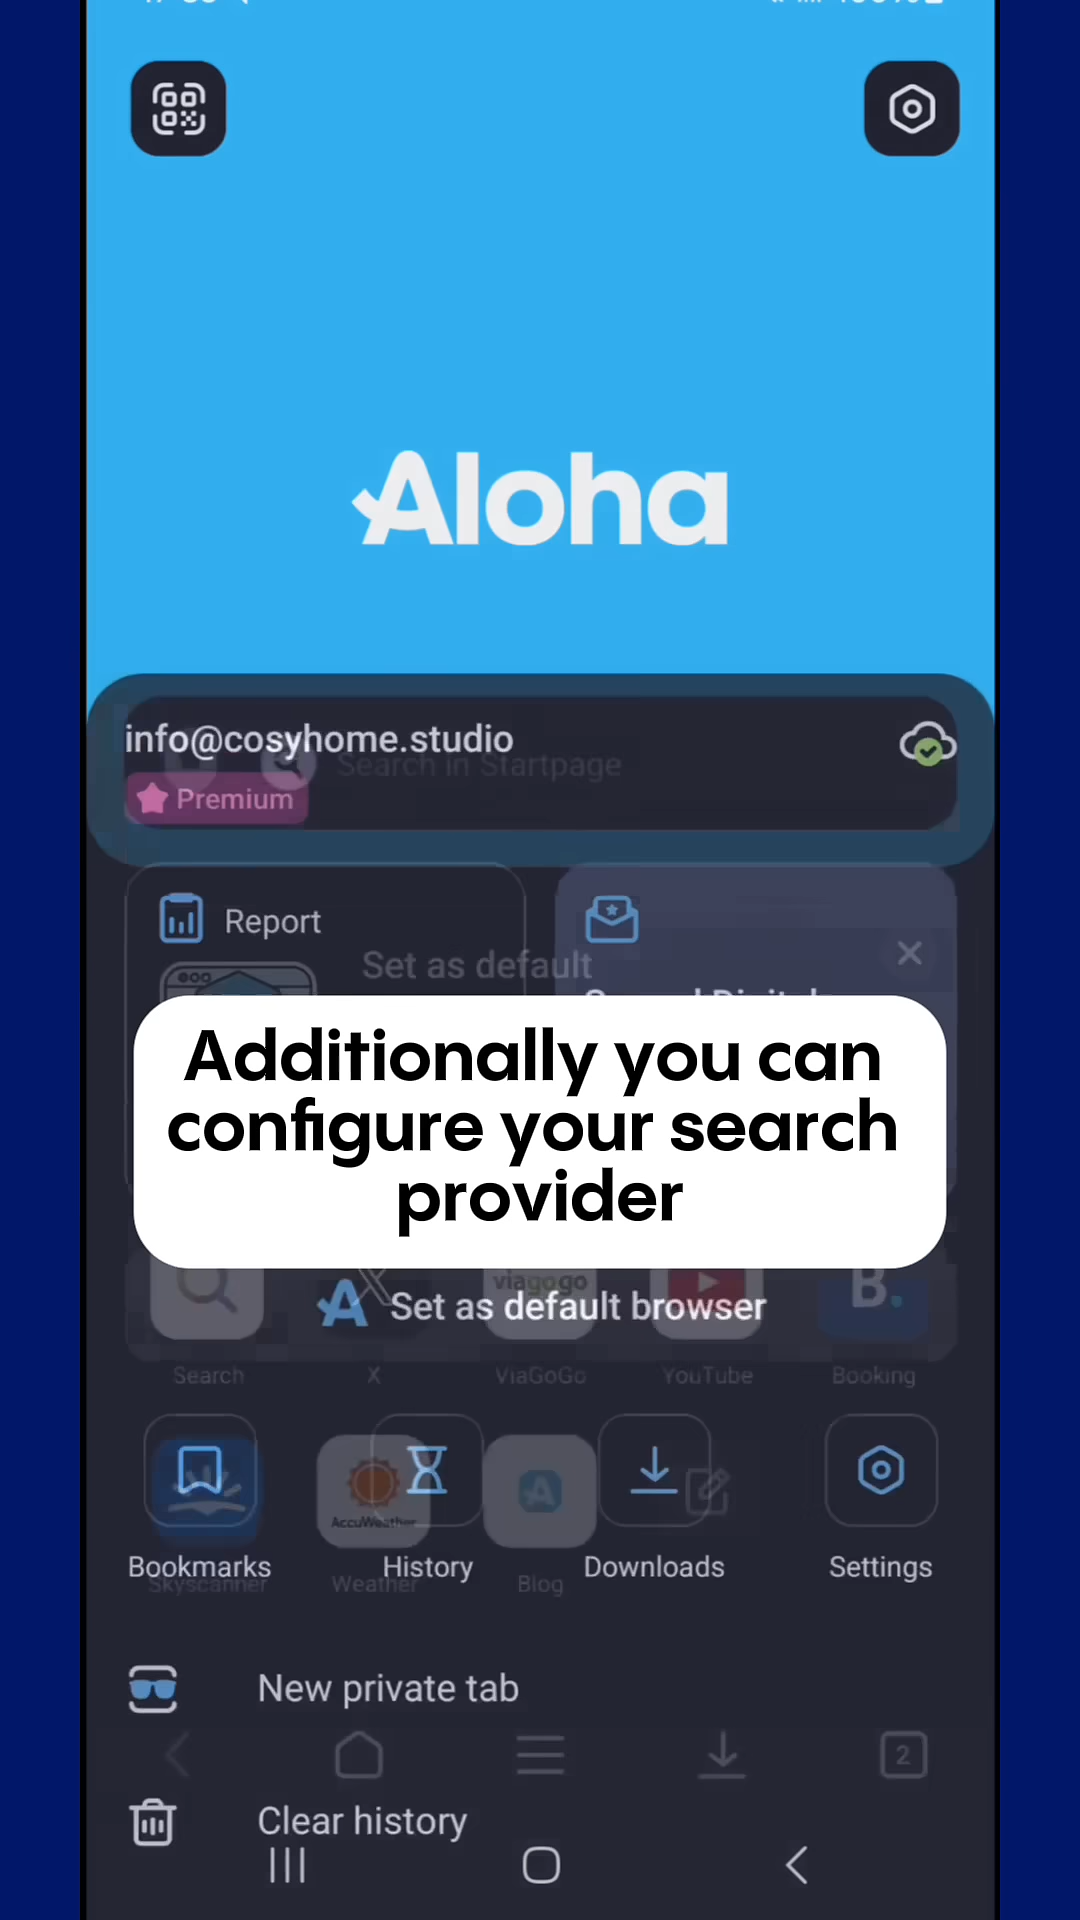 Aloha
info@cosyhome.studio
Search in Startpage
Premium
Report
Set as default
Additionally you can
configure your search
provider
viagogo
B.
Set as default browser
Search
X
ViaGoGo
YouTube
Booking
AccuWeather
Bookmarks
History
Downloads
Settings
Skyscanner
Weather
Blog
New private tab
2
Clear history